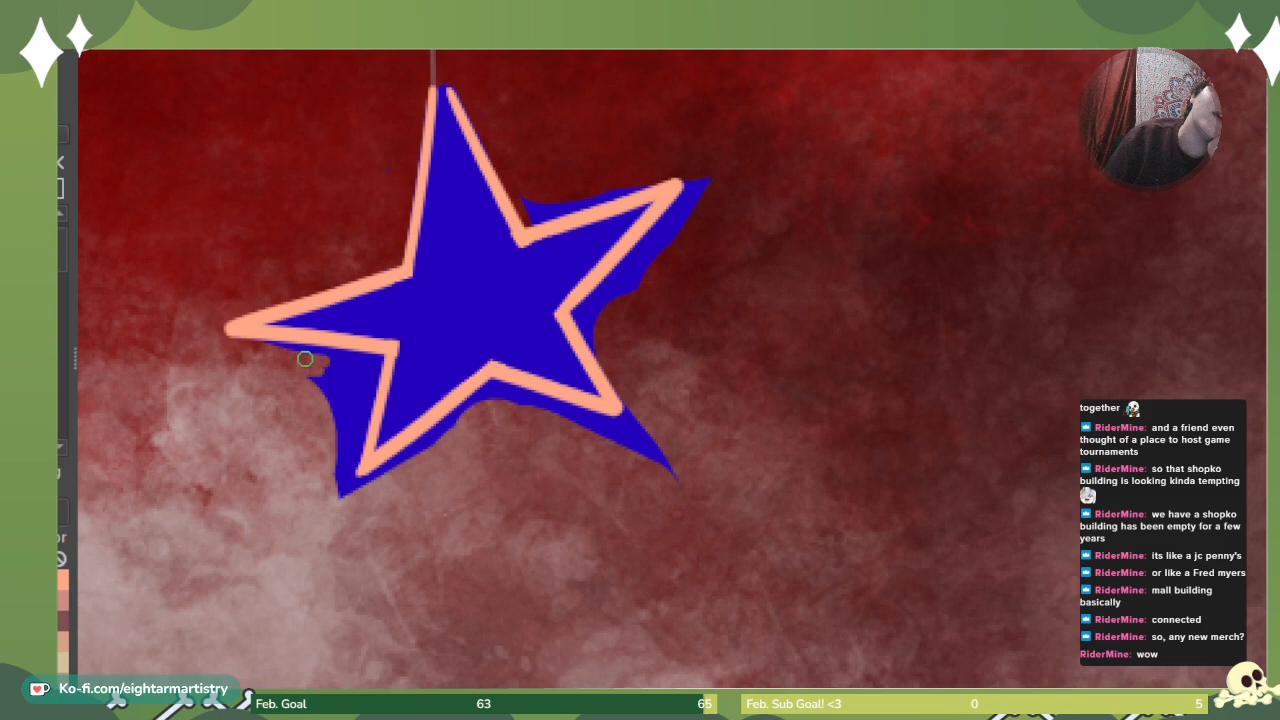 together
RiderMine: and a friend even
thought of a place to host game
tournaments
RiderMine: so that shopko
building is looking kinda tempting
RiderMine: we have a shopko
building has been empty for a few
years
RiderMine: its like a jc penny's
RiderMine: or like a Fred myers
RiderMine: mall building
basically
RiderMine: connected
RiderMine: so, any new merch?
RiderMine: wow
or
Ko-fi.com/eightarmartistry
Feb. Goal 63 65
Feb. Sub Goal! <3 0 5